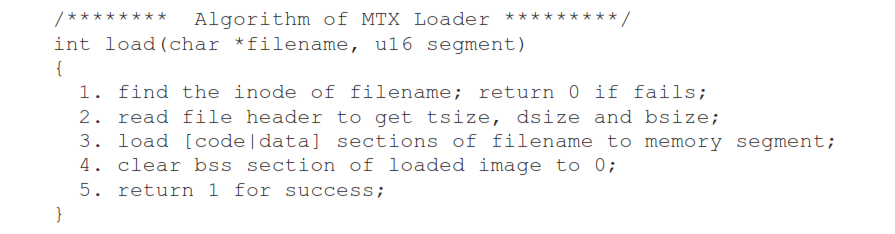 /********  Algorithm of MTX Loader *********/
int load(char *filename, u16 segment)
{
  1. find the inode of filename; return 0 if fails;
  2. read file header to get tsize, dsize and bsize;
  3. load [code|data] sections of filename to memory segment;
  4. clear bss section of loaded image to 0;
  5. return 1 for success;
}